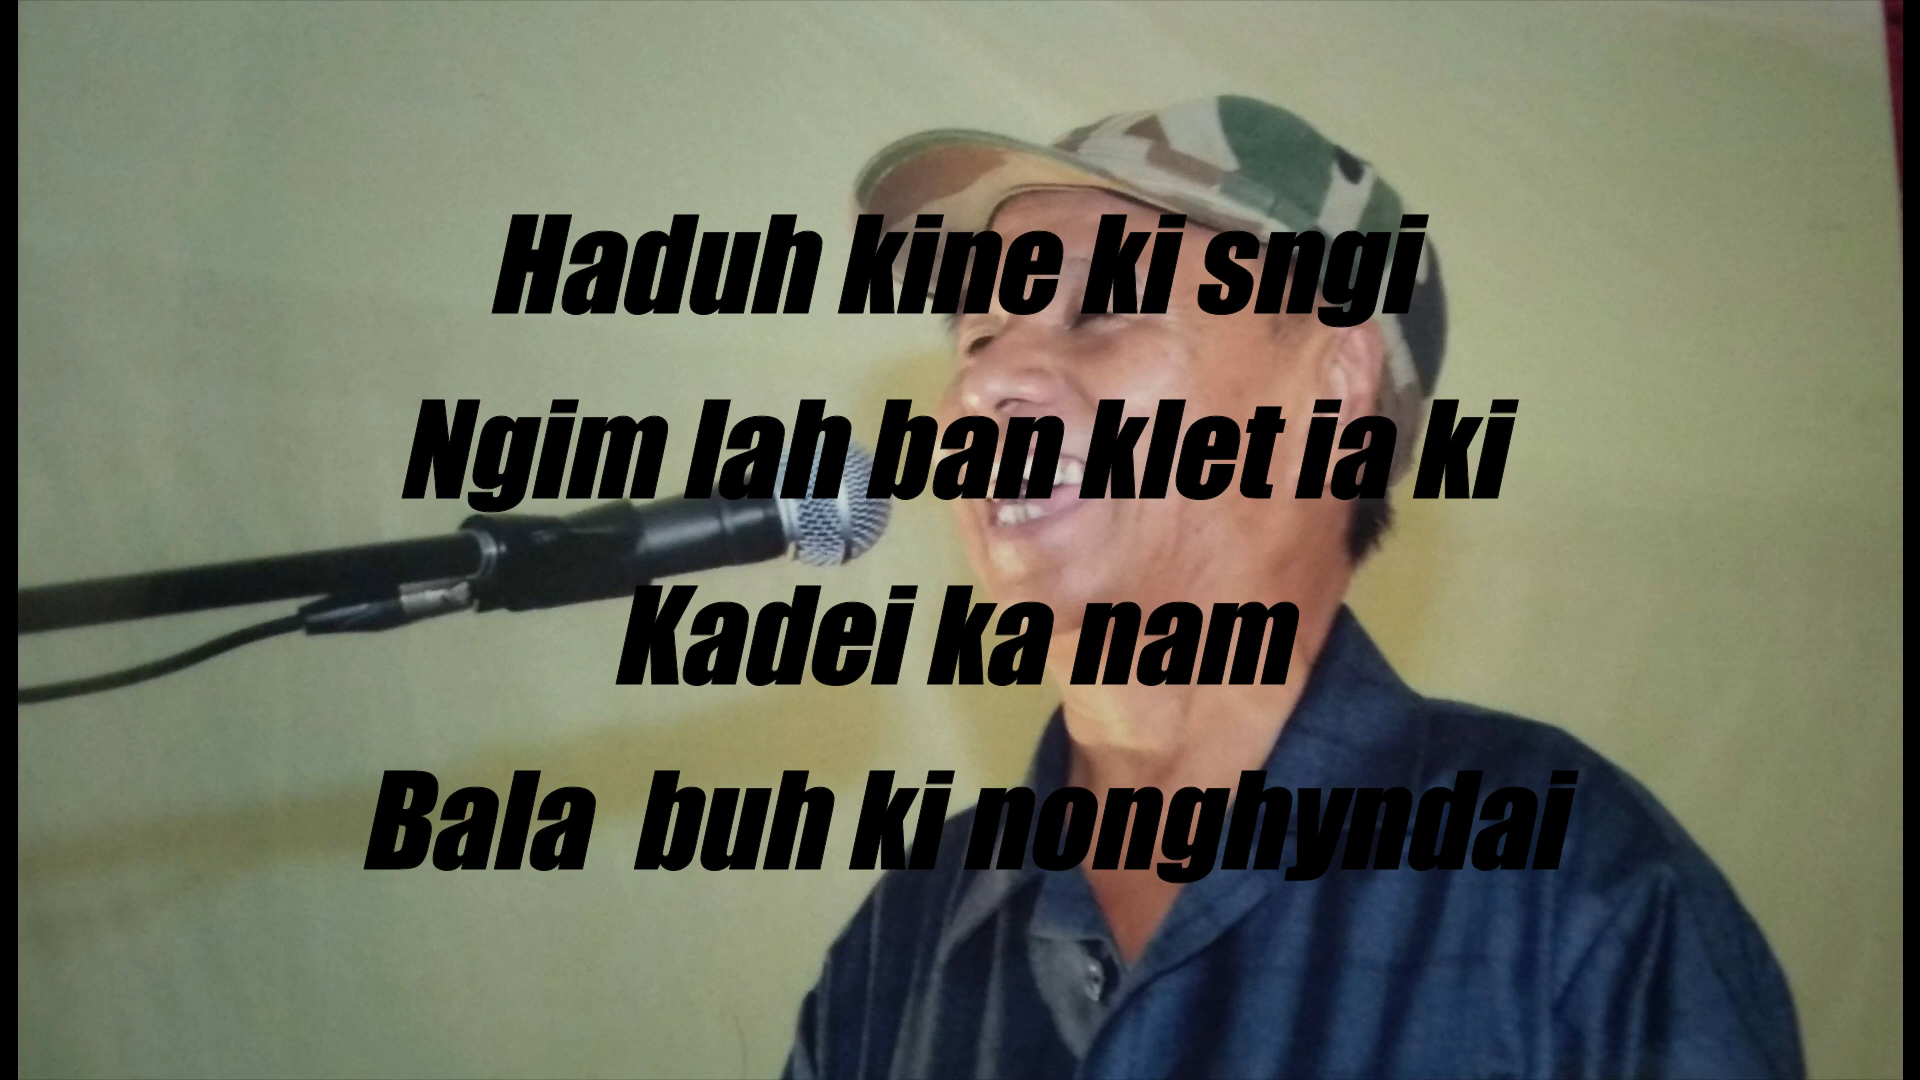 Haduh kine ki sngi
Ngim lah ban klet ia ki
Kadei ka nam
Bala  buh ki nonghyndai